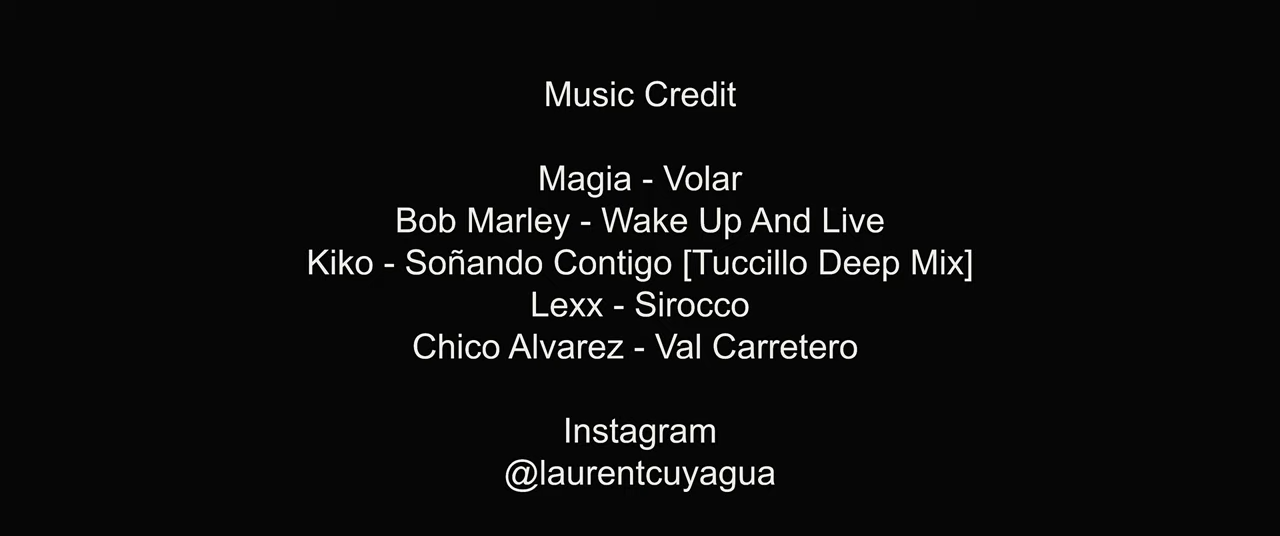 Music Credit
Magia - Volar
Bob Marley - Wake Up And Live
Kiko - Soñando Contigo [Tuccillo Deep Mix]
Lexx - Sirocco
Chico Alvarez - Val Carretero
Instagram
@laurentcuyagua